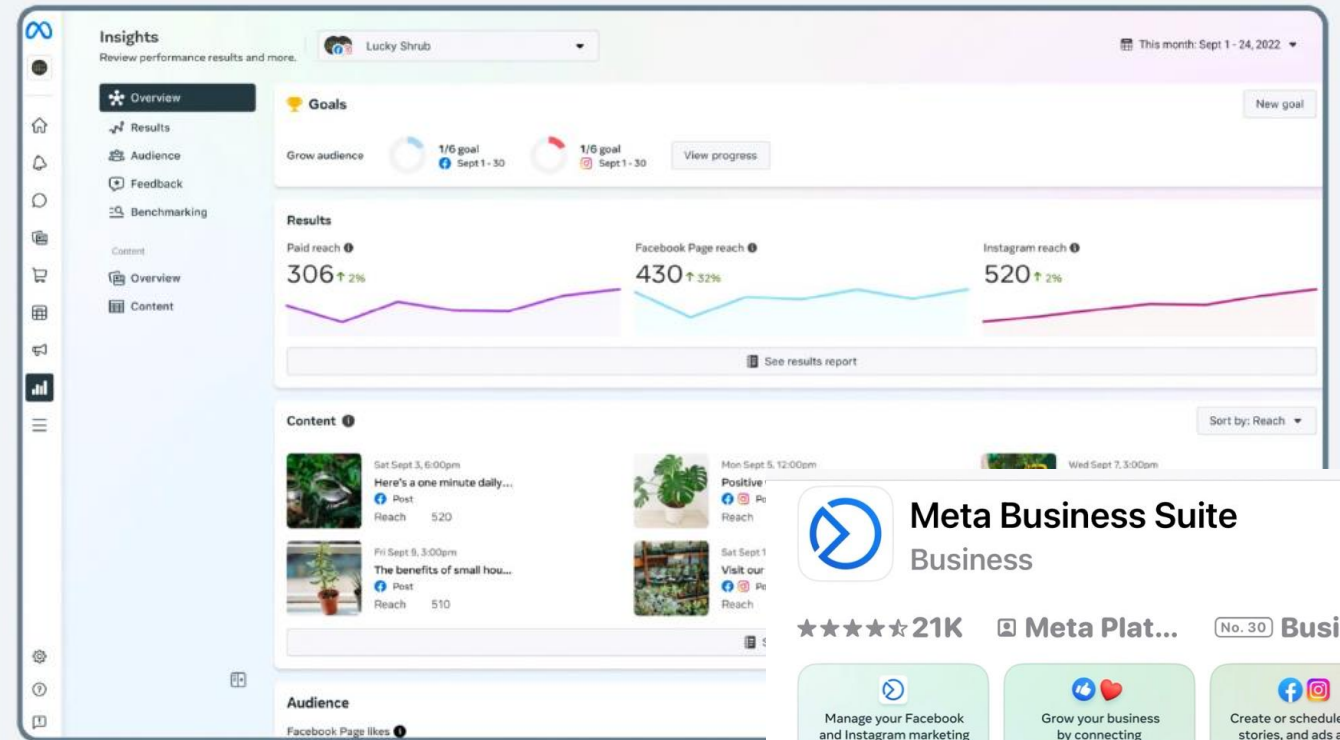 Insights
Review performance results and more.
Lucky Shrub
This month: Sept 1 - 24, 2022
Overview
Results
Audience
Feedback
Benchmarking
Content
Overview
Content
Goals
New goal
Grow audience
1/6 goal
Sept 1 - 30
1/6 goal
Sept 1 - 30
View progress
Results
Paid reach
306 ↑ 2%
Facebook Page reach
430 ↑ 32%
Instagram reach
520 ↑ 2%
See results report
Content
Sort by: Reach
Sat Sept 3, 6:00pm
Here's a one minute daily...
Post
Reach 520
Mon Sept 5, 12:00pm
Positive
Reach
Wed Sept 7, 3:00pm
Fri Sept 9, 3:00pm
The benefits of small hou...
Post
Reach 510
Sat Sept 1
Visit our
Reach
Audience
Facebook Page likes
Meta Business Suite
Business
21K
Meta Plat...
No. 30
Busi
Manage your Facebook
and Instagram marketing
Grow your business
by connecting
Create or schedule
stories, and ads a